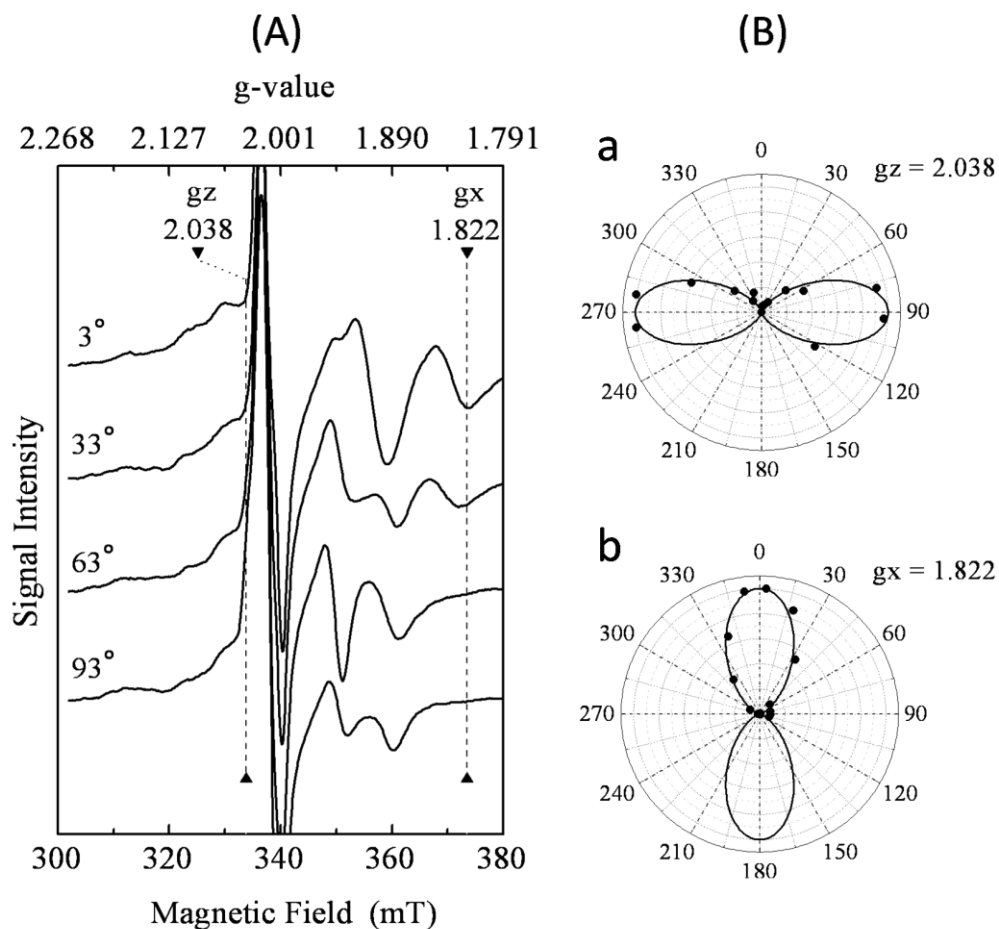 (A)
g-value
2.268 2.127 2.001 1.890 1.791
gz
2.038
gx
1.822
3°
33°
63°
93°
Signal Intensity
300 320 340 360 380
Magnetic Field (mT)
(B)
a
gz = 2.038
0
30
60
90
120
150
180
210
240
270
300
330
b
gx = 1.822
0
30
60
90
120
150
180
210
240
270
300
330